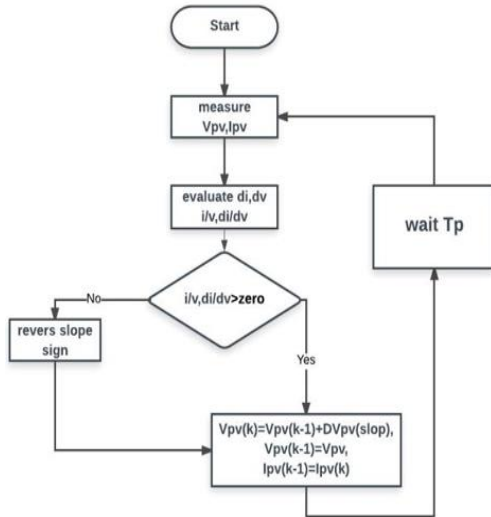 Start
measure
Vpv,Ipv
evaluate di,dv
i/v,di/dv
i/v,di/dv>zero
No
revers slope
sign
Yes
Vpv(k)=Vpv(k-1)+DVpv(slop),
Vpv(k-1)=Vpv,
Ipv(k-1)=Ipv(k)
wait Tp